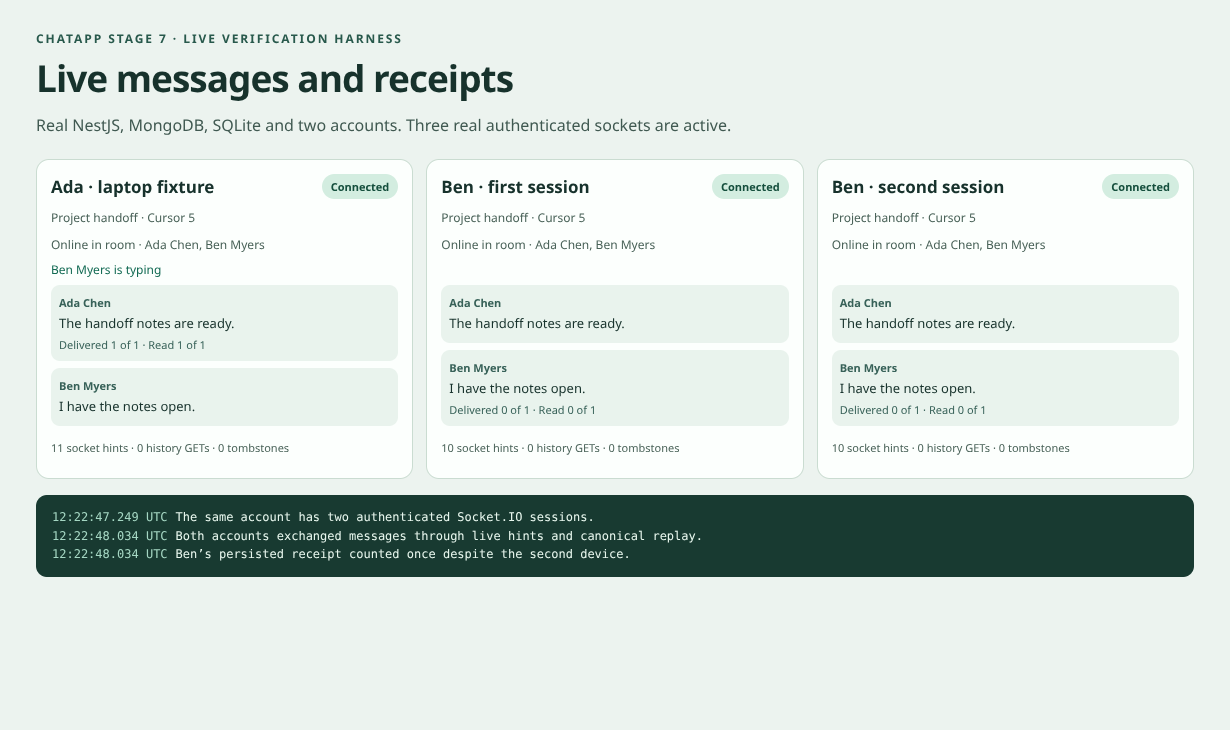 CHATAPP STAGE 7 · LIVE VERIFICATION HARNESS
Live messages and receipts
Real NestJS, MongoDB, SQLite and two accounts. Three real authenticated sockets are active.
Ada · laptop fixture
Connected
Project handoff · Cursor 5
Online in room · Ada Chen, Ben Myers
Ben Myers is typing
Ada Chen
The handoff notes are ready.
Delivered 1 of 1 · Read 1 of 1
Ben Myers
I have the notes open.
11 socket hints · 0 history GETs · 0 tombstones
Ben · first session
Connected
Project handoff · Cursor 5
Online in room · Ada Chen, Ben Myers
Ada Chen
The handoff notes are ready.
Ben Myers
I have the notes open.
Delivered 0 of 1 · Read 0 of 1
10 socket hints · 0 history GETs · 0 tombstones
Ben · second session
Connected
Project handoff · Cursor 5
Online in room · Ada Chen, Ben Myers
Ada Chen
The handoff notes are ready.
Ben Myers
I have the notes open.
Delivered 0 of 1 · Read 0 of 1
10 socket hints · 0 history GETs · 0 tombstones
12:22:47.249 UTC The same account has two authenticated Socket.IO sessions.
12:22:48.034 UTC Both accounts exchanged messages through live hints and canonical replay.
12:22:48.034 UTC Ben’s persisted receipt counted once despite the second device.